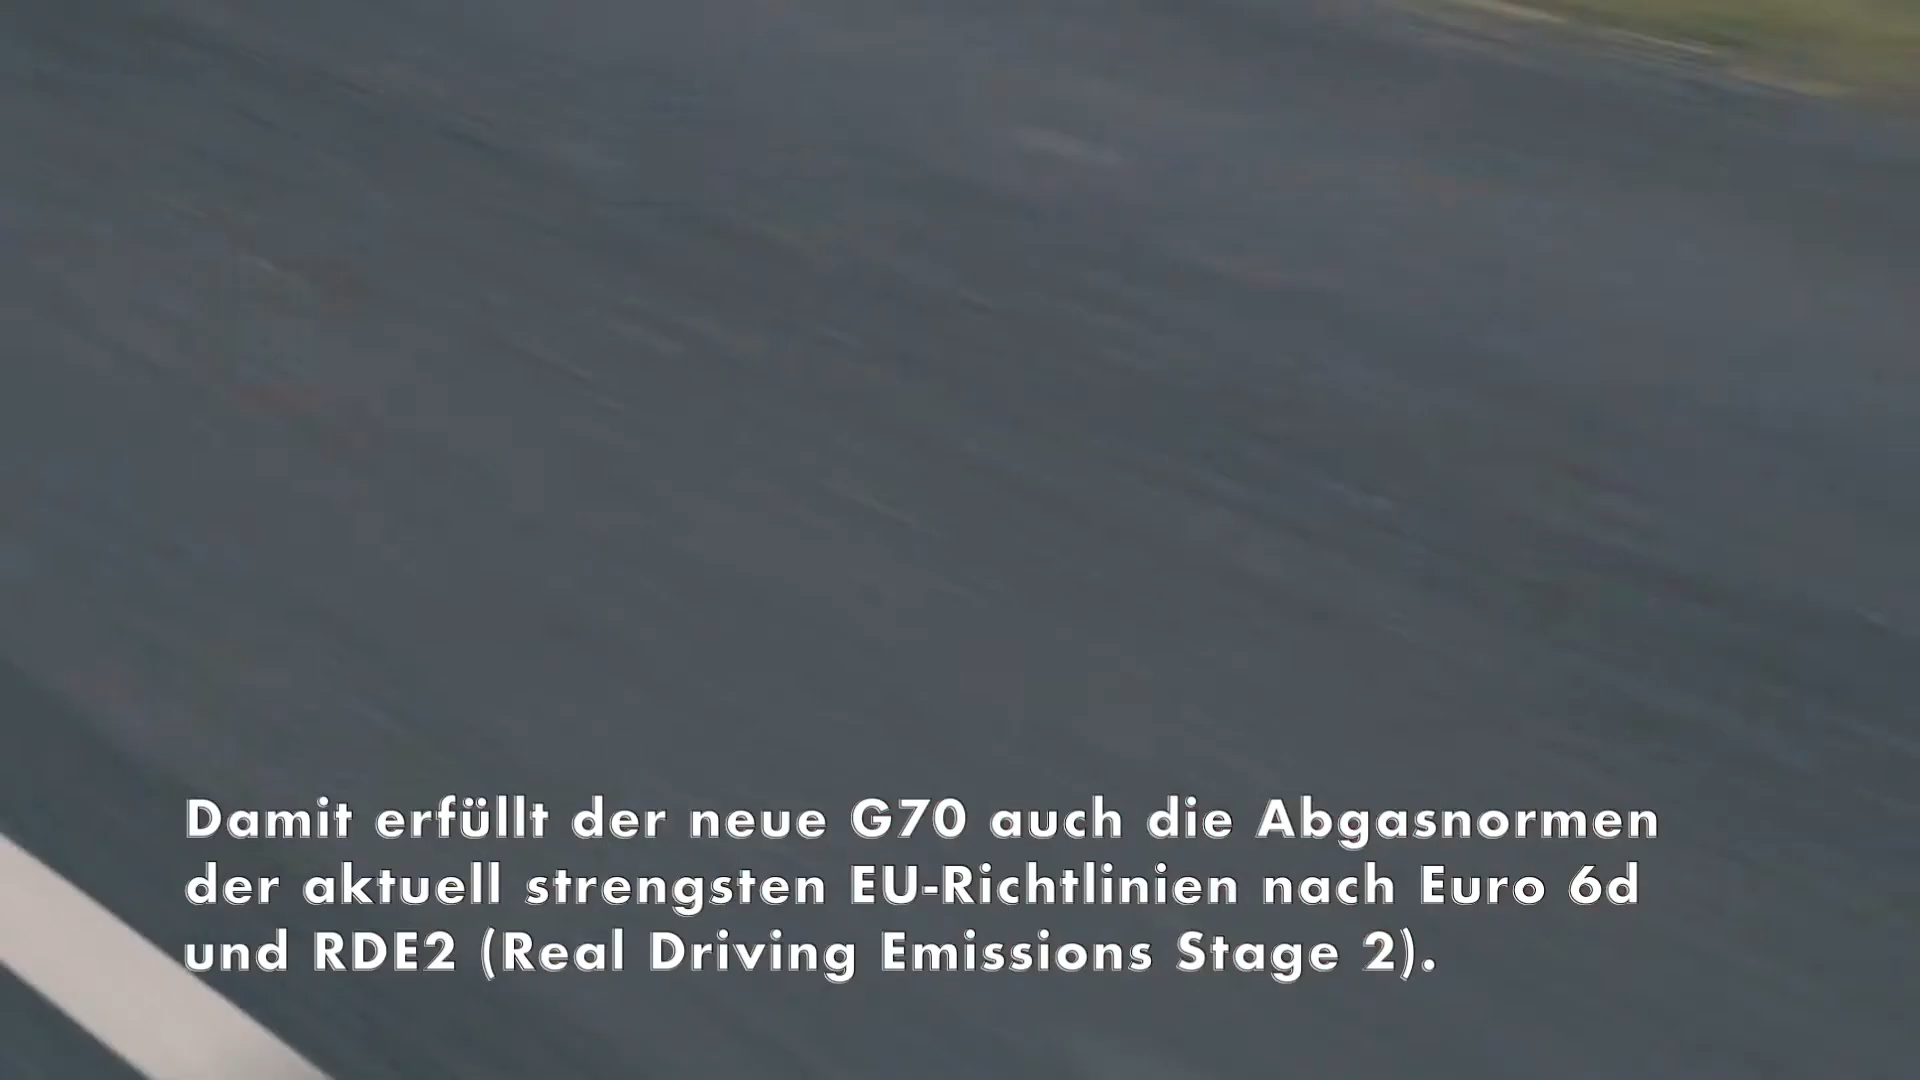 Damit erfüllt der neue G70 auch die Abgasnormen
der aktuell strengsten EU-Richtlinien nach Euro 6d
und RDE2 (Real Driving Emissions Stage 2).